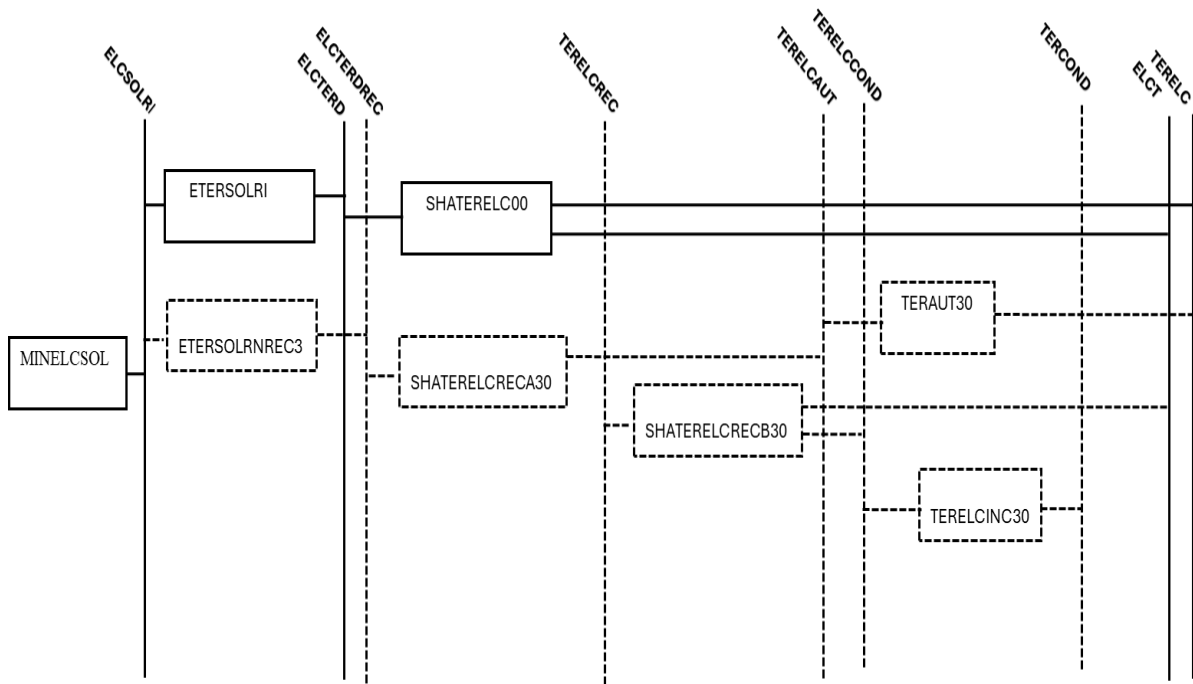 ELCSOLRI
ELCTERDREC
ELCTERD
TERELCREC
TERELCAUT
TERELCCOND
TERCOND
TERELC
ELCT
ETERSOLRI
SHATERELC00
TERAUT30
ETERSOLRNREC3
MINELCSOL
SHATERELCRECA30
SHATERELCRECB30
TERELCINC30